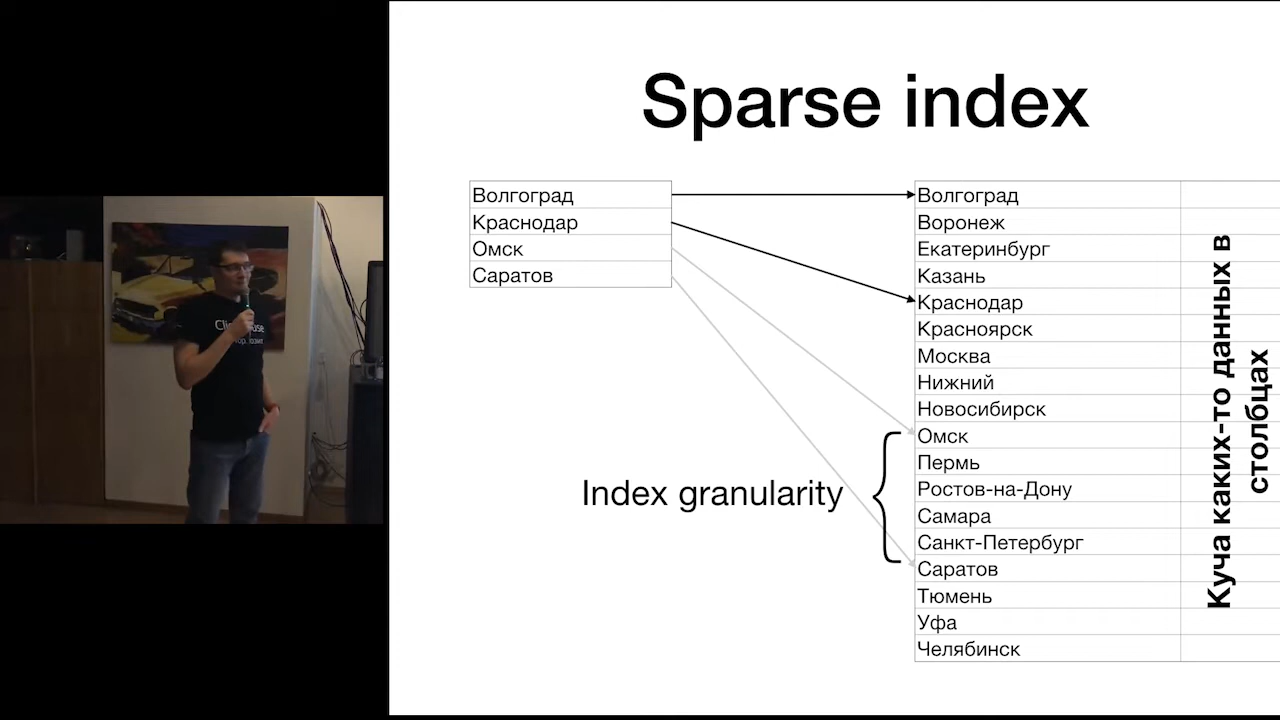 Sparse index
Волгоград
Краснодар
Омск
Саратов
Index granularity
Волгоград
Воронеж
Екатеринбург
Казань
Краснодар
Красноярск
Москва
Нижний
Новосибирск
Омск
Пермь
Ростов-на-Дону
Самара
Санкт-Петербург
Саратов
Тюмень
Уфа
Челябинск
Куча каких-то данных в
столбцах